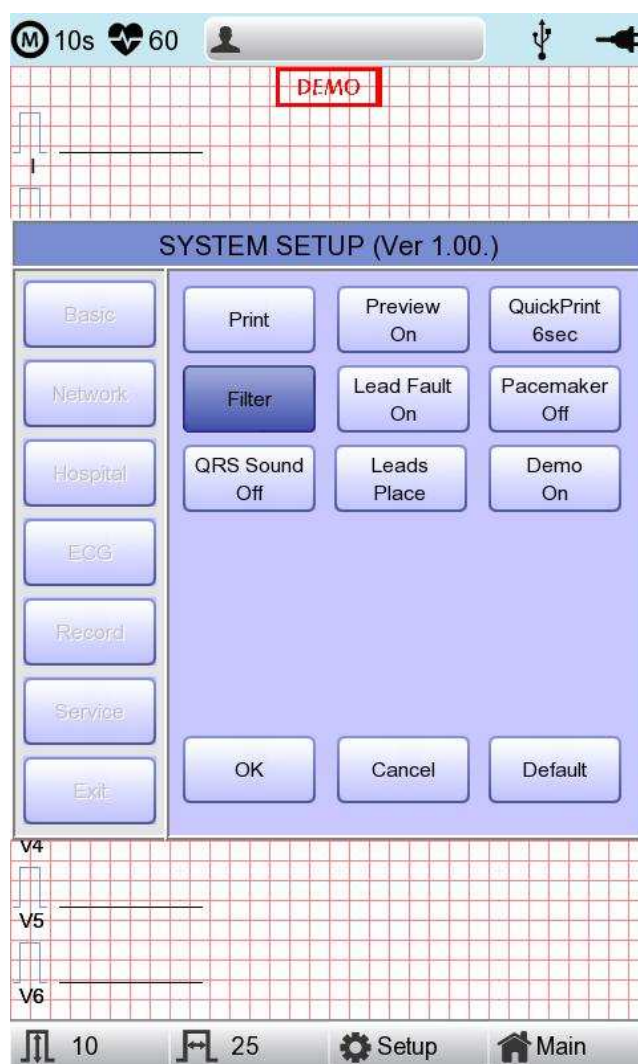 M 10s 60
DEMO
I
SYSTEM SETUP (Ver 1.00.)
Basic
Network
Hospital
ECG
Record
Service
Exit
Print
Preview
On
QuickPrint
6sec
Filter
Lead Fault
On
Pacemaker
Off
QRS Sound
Off
Leads
Place
Demo
On
OK
Cancel
Default
V4
V5
V6
10
25
Setup
Main